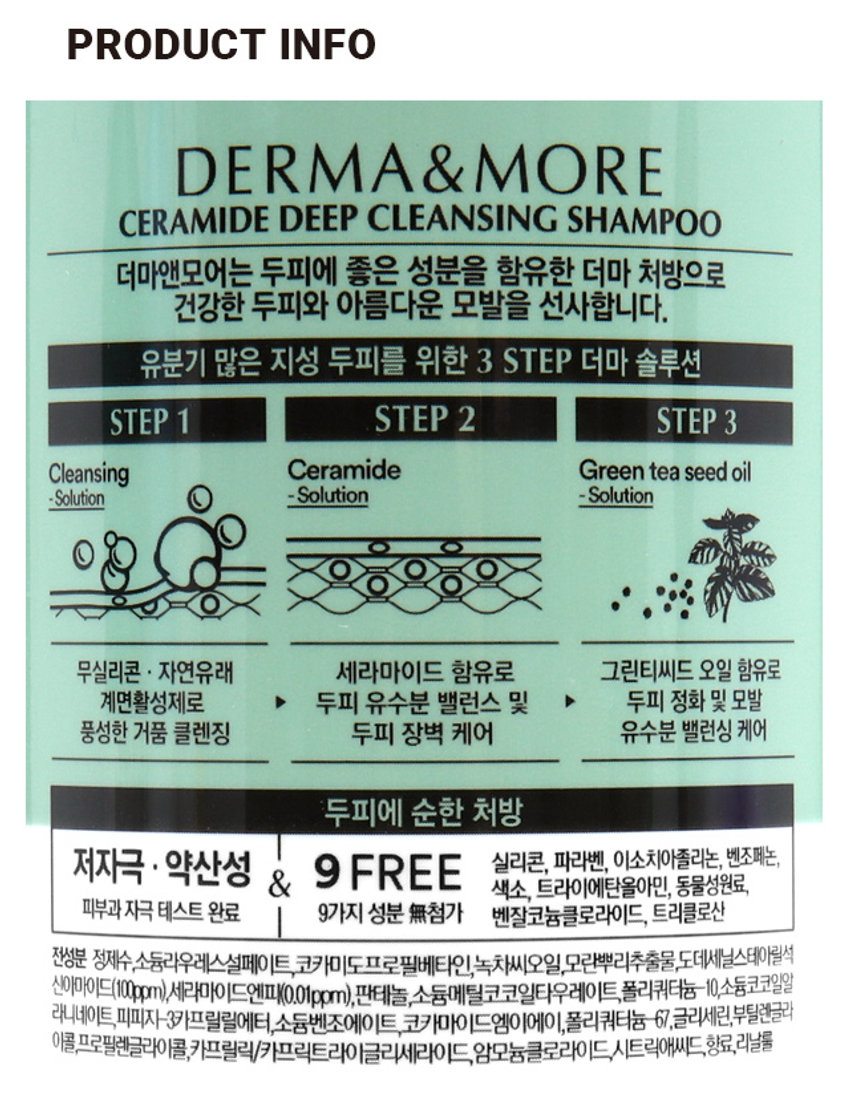 PRODUCT INFO
DERMA&MORE
CERAMIDE DEEP CLEANSING SHAMPOO
더마앤모어는 두피에 좋은 성분을 함유한 더마 처방으로
건강한 두피와 아름다운 모발을 선사합니다.
유분기 많은 지성 두피를 위한 3 STEP 더마 솔루션
STEP 1
Cleansing
- Solution
무실리콘 · 자연유래
계면활성제로
풍성한 거품 클렌징
STEP 2
Ceramide
- Solution
세라마이드 함유로
두피 유수분 밸런스 및
두피 장벽 케어
STEP 3
Green tea seed oil
- Solution
그린티씨드 오일 함유로
두피 정화 및 모발
유수분 밸런싱 케어
두피에 순한 처방
저자극 · 약산성
피부과 자극 테스트 완료
&
9 FREE
9가지 성분 無첨가
실리콘, 파라벤, 이소치아졸리논, 벤조페논,
색소, 트라이에탄올아민, 동물성원료,
벤잘코늄클로라이드, 트리클로산
전성분 정제수,소듐라우레스설페이트,코카미도프로필베타인,녹차씨오일,모란뿌리추출물,도데세닐스테아릴석
신아마이드(100ppm),세라마이드엔피(0.01ppm),판테놀,소듐메틸코코일타우레이트,폴리쿼터늄-10,소듐코코일알
라니네이트,피피지-3카프릴릴에터,소듐벤조에이트,코카마이드엠이에이,폴리쿼터늄-67,글리세린,부틸렌글라
이콜,프로필렌글라이콜,카프릴릭/카프릭트라이글리세라이드,암모늄클로라이드,시트릭애씨드,향료,리날룰